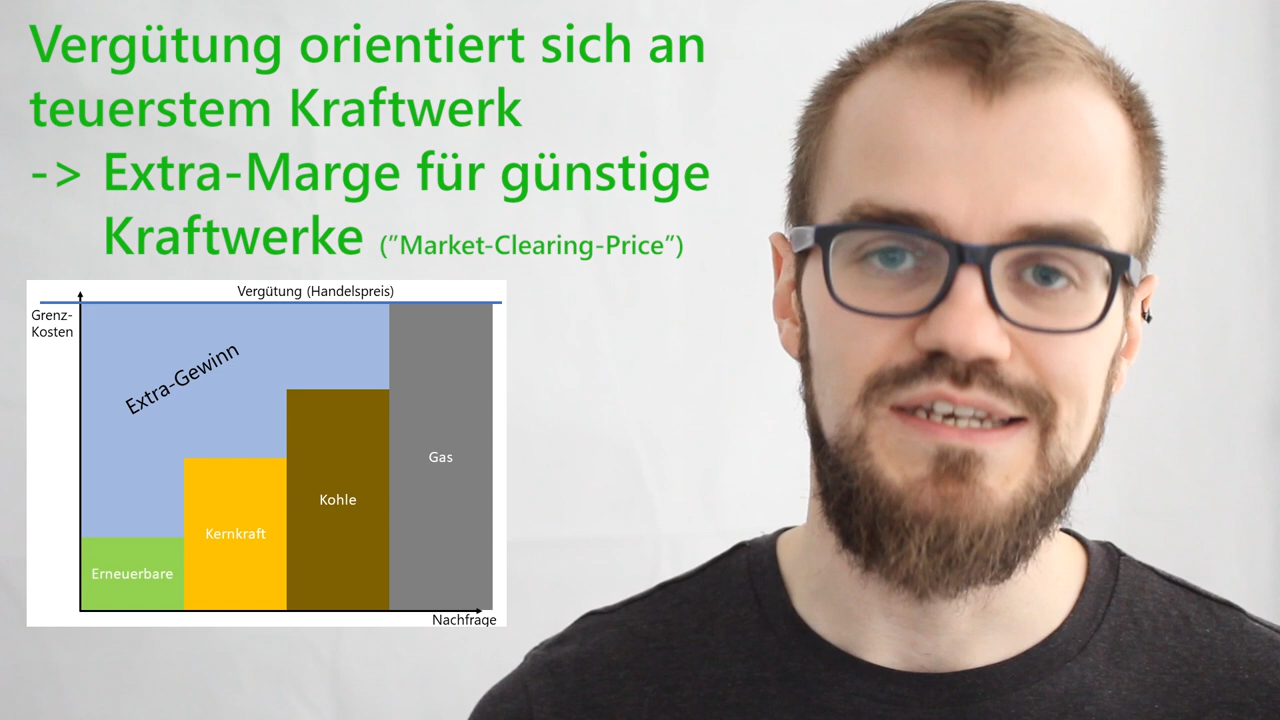 Vergütung orientiert sich an
teuerstem Kraftwerk
-> Extra-Marge für günstige
Kraftwerke ("Market-Clearing-Price")
Vergütung (Handelspreis)
Grenz-
Kosten
Extra-Gewinn
Gas
Kohle
Kernkraft
Erneuerbare
Nachfrage